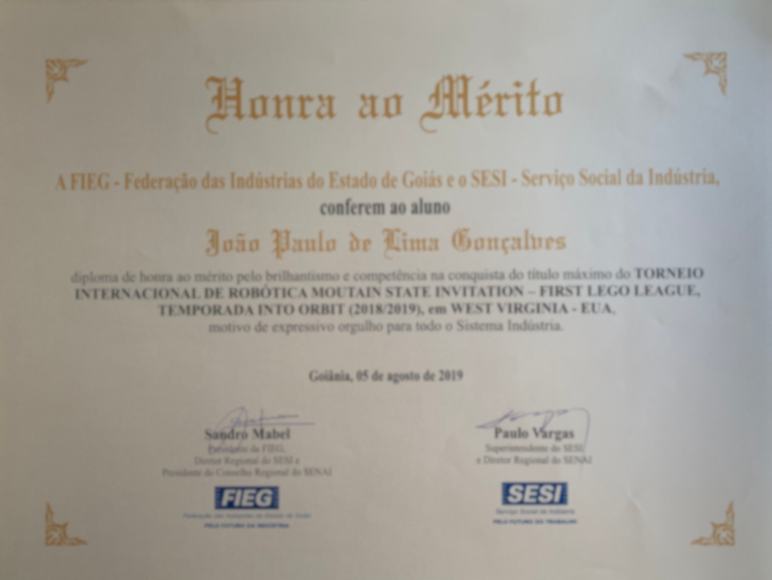 Honra ao Mérito
A FIEG - Federação das Indústrias do Estado de Goiás e o SESI - Serviço Social da Indústria,
conferem ao aluno
João Paulo de Lima Gonçalves
diploma de honra ao mérito pelo brilhantismo e competência na conquista do título máximo do TORNEIO
INTERNACIONAL DE ROBÓTICA MOUTAIN STATE INVITATION – FIRST LEGO LEAGUE,
TEMPORADA INTO ORBIT (2018/2019), em WEST VIRGINIA - EUA,
motivo de expressivo orgulho para todo o Sistema Indústria.
Goiânia, 05 de agosto de 2019
Sandro Mabel
Presidente da FIEG,
Diretor Regional do SESI e
Presidente do Conselho Regional do SENAI
FIEG
Federação das Indústrias do Estado de Goiás
PELO FUTURO DA INDÚSTRIA
Paulo Vargas
Superintendente do SESI
e Diretor Regional do SENAI
SESI
Serviço Social da Indústria
PELO FUTURO DO TRABALHO